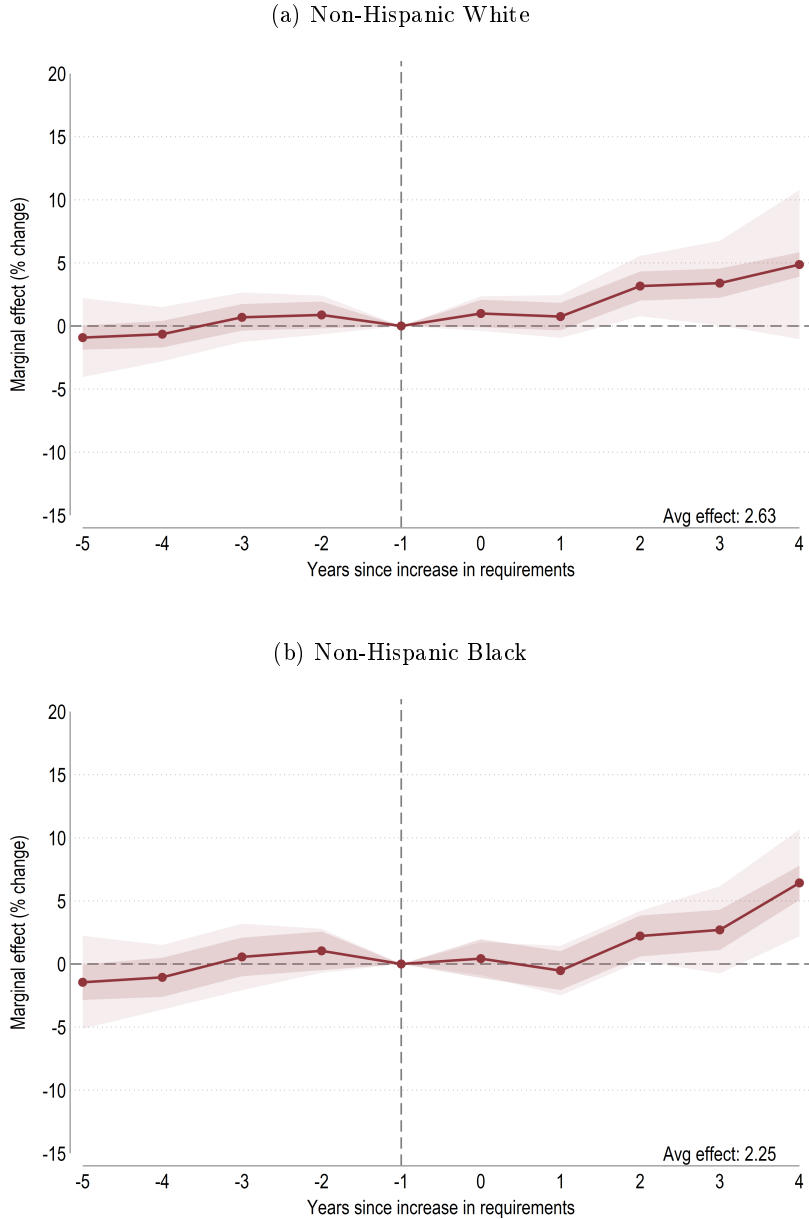 (a) Non-Hispanic White
20
15
10
5
0
-5
-10
-15
Marginal effect (% change)
Avg effect: 2.63
-5 -4 -3 -2 -1 0 1 2 3 4
Years since increase in requirements
(b) Non-Hispanic Black
20
15
10
5
0
-5
-10
-15
Marginal effect (% change)
Avg effect: 2.25
-5 -4 -3 -2 -1 0 1 2 3 4
Years since increase in requirements